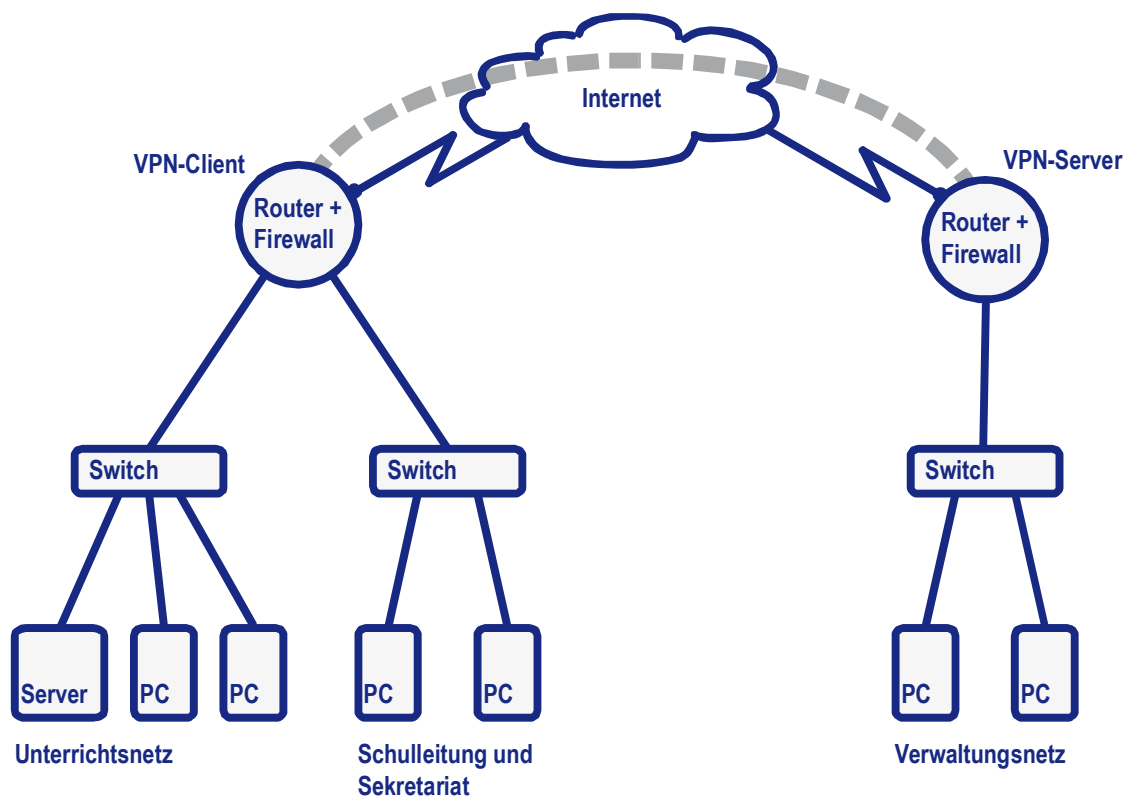 Internet
VPN-Client
VPN-Server
Router +
Firewall
Router +
Firewall
Switch
Switch
Switch
Server
PC
PC
PC
PC
PC
PC
Unterrichtsnetz
Schulleitung und
Sekretariat
Verwaltungsnetz